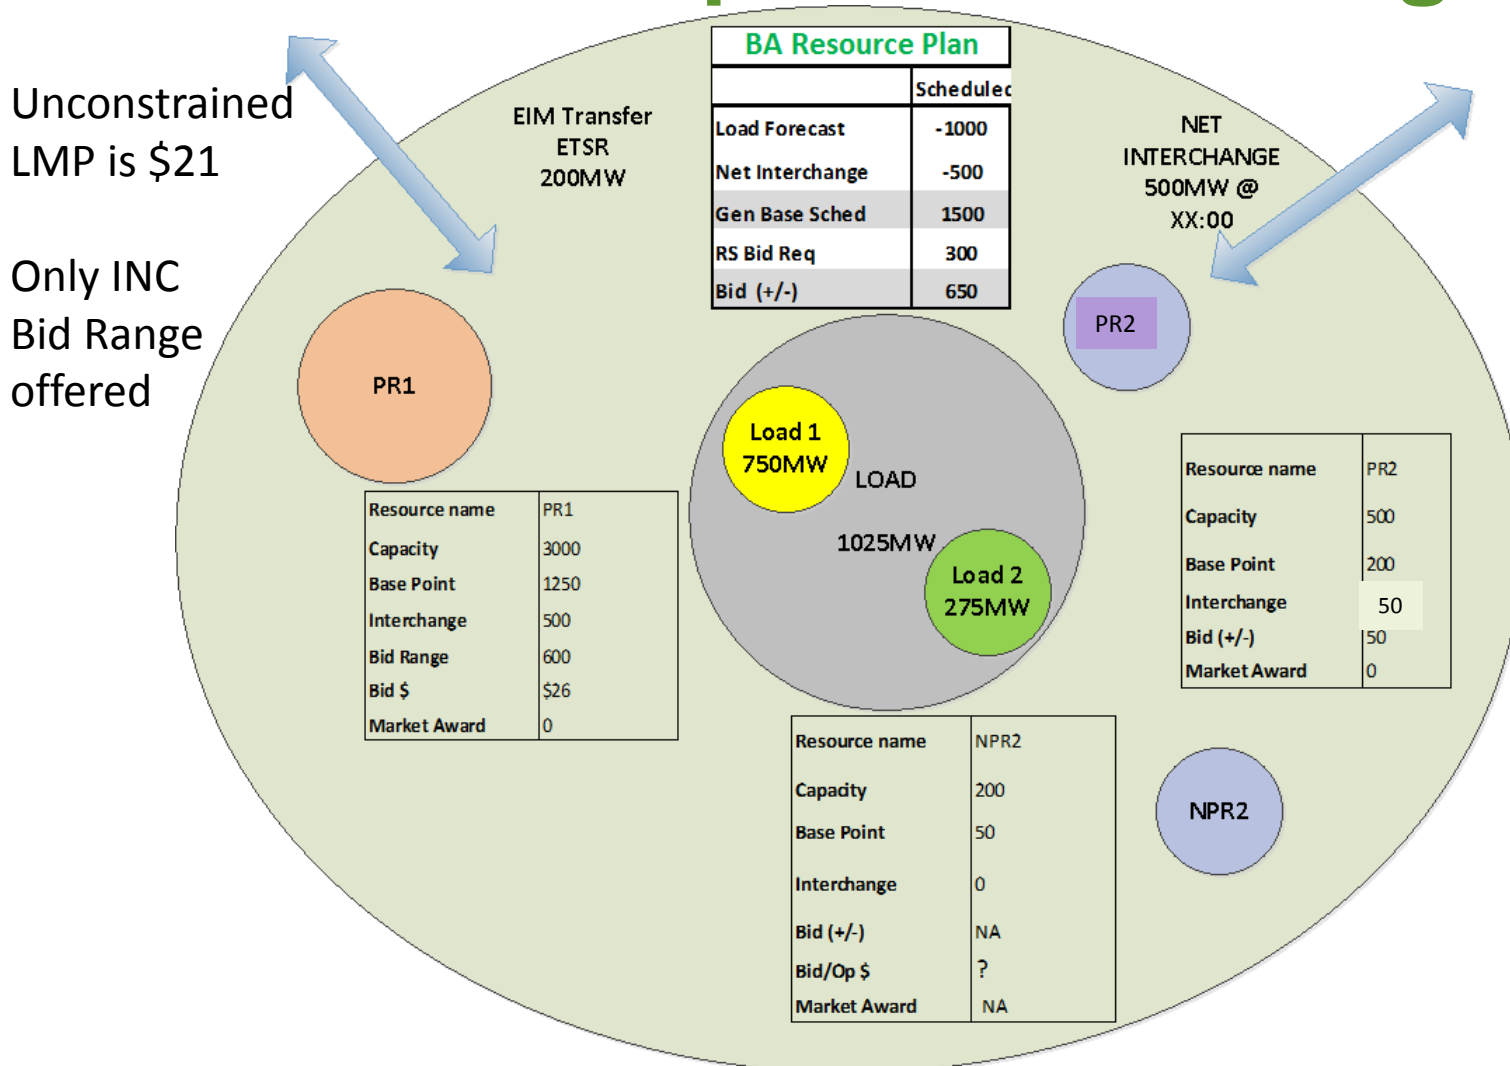 Unconstrained
LMP is $21
Only INC
Bid Range
offered
EIM Transfer
ETSR
200MW
BA Resource Plan
Scheduled
Load Forecast -1000
Net Interchange -500
Gen Base Sched 1500
RS Bid Req 300
Bid (+/-) 650
NET
INTERCHANGE
500MW @
XX:00
PR1
PR2
Load 1
750MW
LOAD
1025MW
Load 2
275MW
Resource name PR1
Capacity 3000
Base Point 1250
Interchange 500
Bid Range 600
Bid $ $26
Market Award 0
Resource name PR2
Capacity 500
Base Point 200
Interchange 50
Bid (+/-) 50
Market Award 0
Resource name NPR2
Capacity 200
Base Point 50
Interchange 0
Bid (+/-) NA
Bid/Op $ ?
Market Award NA
NPR2